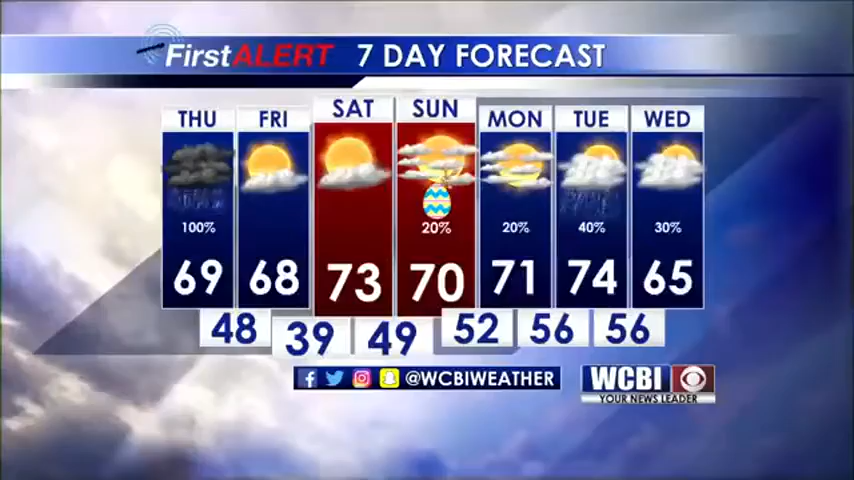 FirstALERT 7 DAY FORECAST
THU FRI SAT SUN MON TUE WED
100% 20% 20% 40% 30%
69 68 73 70 71 74 65
48 39 49 52 56 56
@WCBIWEATHER
WCBI
YOUR NEWS LEADER